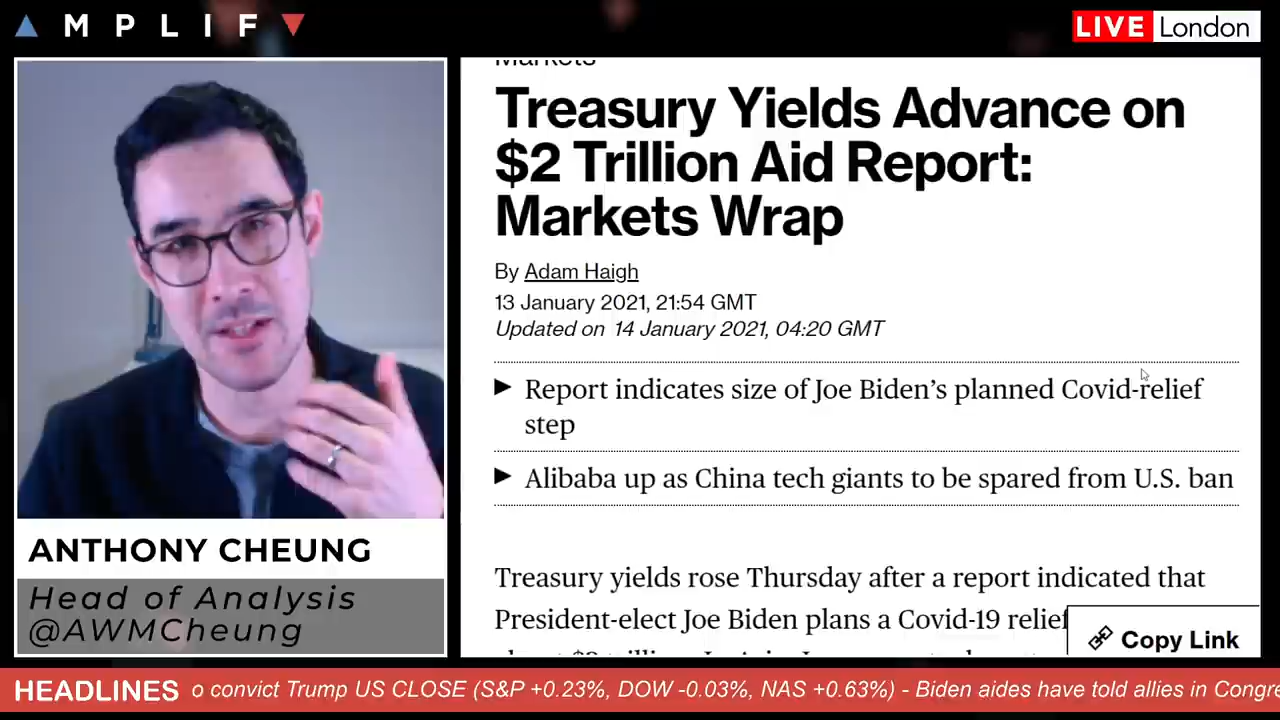 ▲ M P L I F ▼
LIVE London
Markets
Treasury Yields Advance on
$2 Trillion Aid Report:
Markets Wrap
By Adam Haigh
13 January 2021, 21:54 GMT
Updated on 14 January 2021, 04:20 GMT
► Report indicates size of Joe Biden’s planned Covid-relief
step
► Alibaba up as China tech giants to be spared from U.S. ban
Treasury yields rose Thursday after a report indicated that
President-elect Joe Biden plans a Covid-19 relief
Copy Link
ANTHONY CHEUNG
Head of Analysis
@AWMCheung
HEADLINES o convict Trump US CLOSE (S&P +0.23%, DOW -0.03%, NAS +0.63%) - Biden aides have told allies in Congre